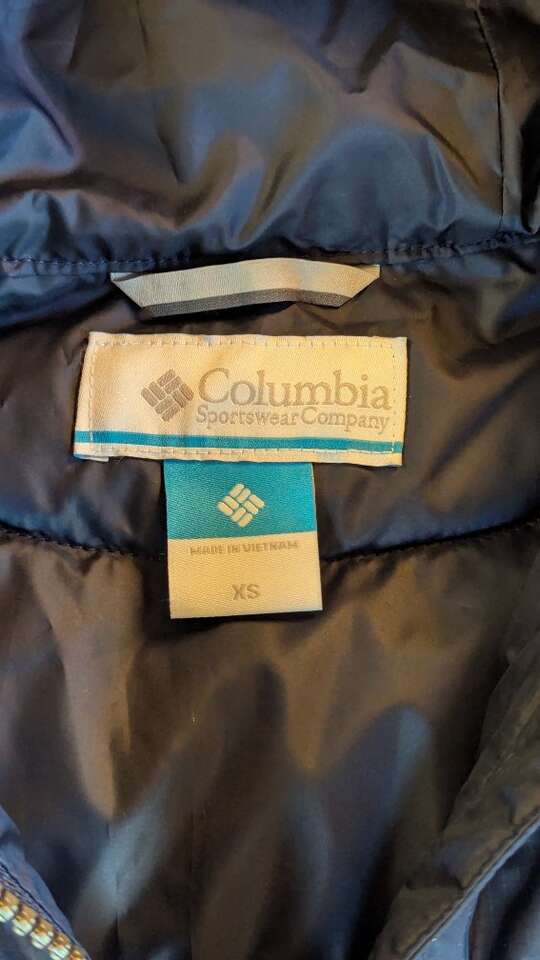 Columbia
Sportswear Company
MADE IN VIETNAM
XS